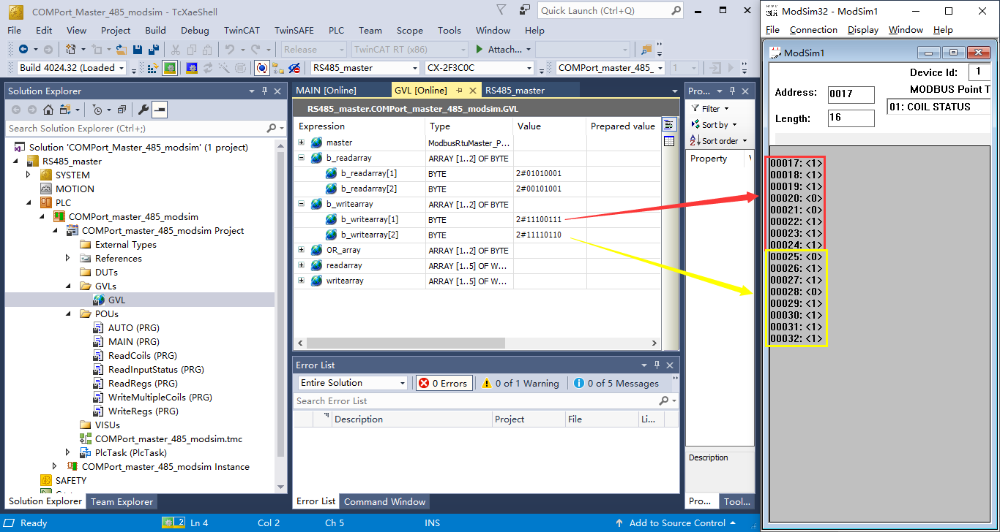 COMPort_Master_485_modsim - TcXaeShell
Quick Launch (Ctrl+Q)
File Edit View Project Build Debug TwinCAT TwinSAFE PLC Team Scope Tools Window Help
Release TwinCAT RT (x86) Attach...
Build 4024.32 (Loaded RS485_master CX-2F3C0C COMPort_master_485_ 1
Solution Explorer
Search Solution Explorer (Ctrl+;)
Solution 'COMPort_Master_485_modsim' (1 project)
RS485_master
SYSTEM
MOTION
PLC
COMPort_master_485_modsim
COMPort_master_485_modsim Project
External Types
References
DUTs
GVLs
GVL
POUs
AUTO (PRG)
MAIN (PRG)
ReadCoils (PRG)
ReadInputStatus (PRG)
ReadRegs (PRG)
WriteMultipleCoils (PRG)
WriteRegs (PRG)
VISUs
COMPort_master_485_modsim.tmc
PlcTask (PlcTask)
COMPort_master_485_modsim Instance
SAFETY
Solution Explorer Team Explorer
MAIN [Online] GVL [Online] RS485_master
RS485_master.COMPort_master_485_modsim.GVL
Expression Type Value Prepared value
master ModbusRtuMaster_P...
b_readarray ARRAY [1..2] OF BYTE
b_readarray[1] BYTE 2#01010001
b_readarray[2] BYTE 2#00101001
b_writearray ARRAY [1..2] OF BYTE
b_writearray[1] BYTE 2#11100111
b_writearray[2] BYTE 2#11110110
OR_array ARRAY [1..2] OF BYTE
readarray ARRAY [1..5] OF W...
writearray ARRAY [1..5] OF W...
Error List
Entire Solution 0 Errors 0 of 1 Warning 0 of 5 Messages
Search Error List
Description Project File Li...
Error List Command Window
Pro...
Filter
Sort by
Sort order
Property
Description
Pro... Tool...
Ready 2 Ln 4 Col 2 Ch 5 INS Add to Source Control
ModSim32 - ModSim1
File Connection Display Window Help
ModSim1
Device Id: 1
Address: 0017 MODBUS Point T
01: COIL STATUS
Length: 16
00017: <1>
00018: <1>
00019: <1>
00020: <0>
00021: <0>
00022: <1>
00023: <1>
00024: <1>
00025: <0>
00026: <1>
00027: <1>
00028: <0>
00029: <1>
00030: <1>
00031: <1>
00032: <1>